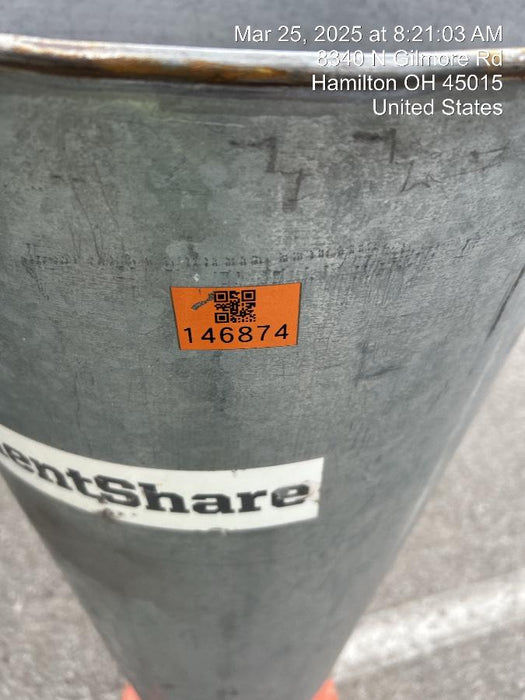 Mar 25, 2025 at 8:21:03 AM
8340 N Gilmore Rd
Hamilton OH 45015
United States
146874
entShare